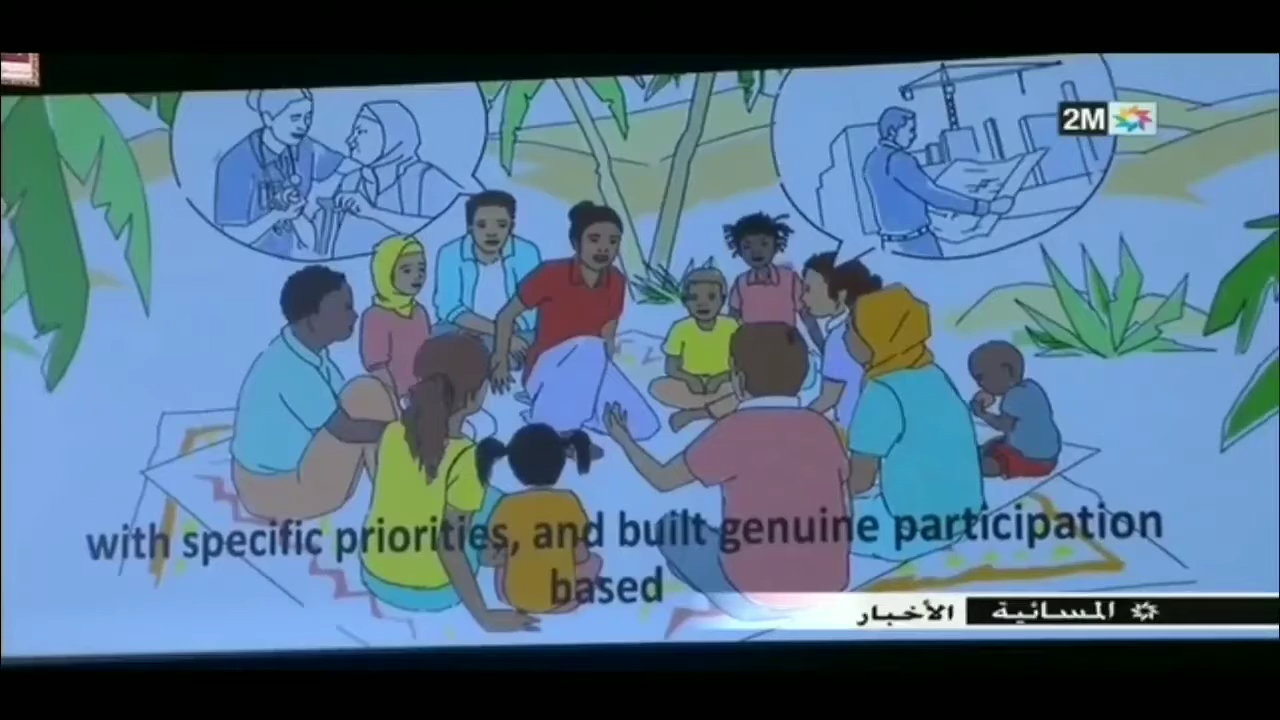 2M
with specific priorities, and built genuine participation
based
المسائية الأخبار